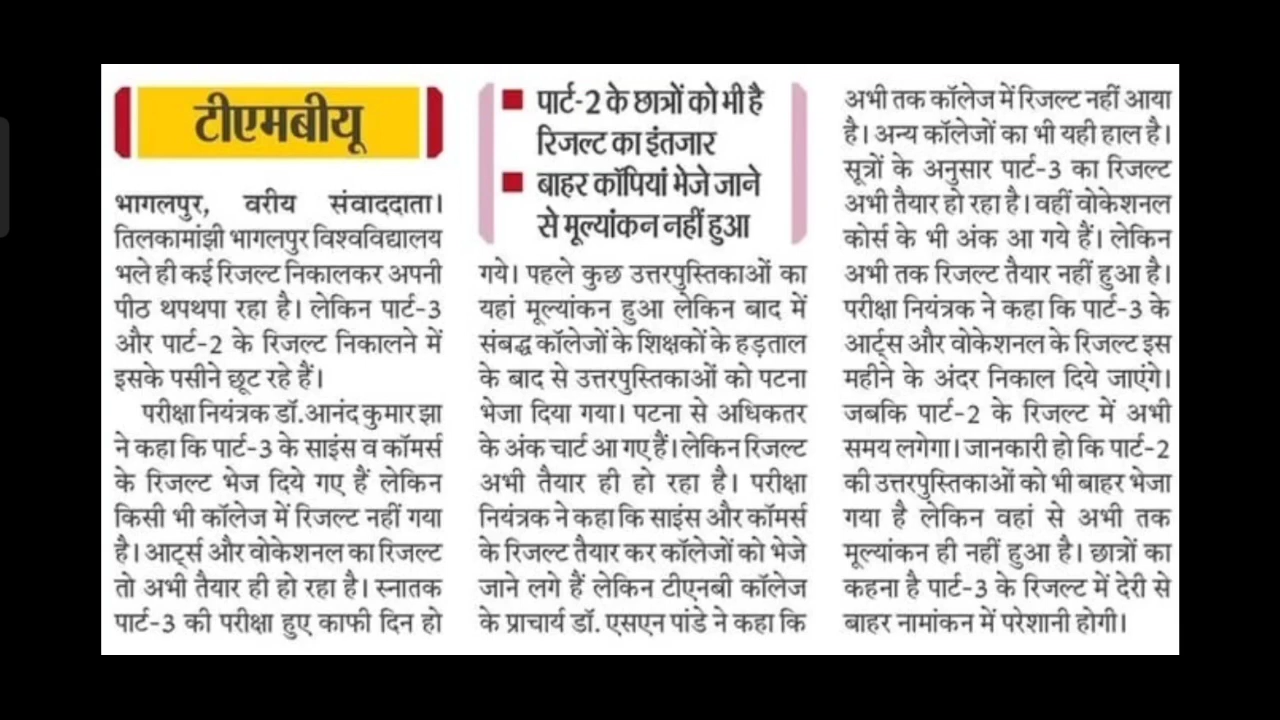 टीएमबीयू
भागलपुर, वरीय संवाददाता।
तिलकामांझी भागलपुर विश्वविद्यालय
भले ही कई रिजल्ट निकालकर अपनी
पीठ थपथपा रहा है। लेकिन पार्ट-3
और पार्ट-2 के रिजल्ट निकालने में
इसके पसीने छूट रहे हैं।
परीक्षा नियंत्रक डॉ.आनंद कुमार झा
ने कहा कि पार्ट-3 के साइंस व कॉमर्स
के रिजल्ट भेज दिये गए हैं लेकिन
किसी भी कॉलेज में रिजल्ट नहीं गया
है। आर्ट्स और वोकेशनल का रिजल्ट
तो अभी तैयार ही हो रहा है। स्नातक
पार्ट-3 की परीक्षा हुए काफी दिन हो
पार्ट-2 के छात्रों को भी है
रिजल्ट का इंतजार
बाहर कॉपियां भेजे जाने
से मूल्यांकन नहीं हुआ
गये। पहले कुछ उत्तरपुस्तिकाओं का
यहां मूल्यांकन हुआ लेकिन बाद में
संबद्ध कॉलेजों के शिक्षकों के हड़ताल
के बाद से उत्तरपुस्तिकाओं को पटना
भेजा दिया गया। पटना से अधिकतर
के अंक चार्ट आ गए हैं। लेकिन रिजल्ट
अभी तैयार ही हो रहा है। परीक्षा
नियंत्रक ने कहा कि साइंस और कॉमर्स
के रिजल्ट तैयार कर कॉलेजों को भेजे
जाने लगे हैं लेकिन टीएनबी कॉलेज
के प्राचार्य डॉ. एसएन पांडे ने कहा कि
अभी तक कॉलेज में रिजल्ट नहीं आया
है। अन्य कॉलेजों का भी यही हाल है।
सूत्रों के अनुसार पार्ट-3 का रिजल्ट
अभी तैयार हो रहा है। वहीं वोकेशनल
कोर्स के भी अंक आ गये हैं। लेकिन
अभी तक रिजल्ट तैयार नहीं हुआ है।
परीक्षा नियंत्रक ने कहा कि पार्ट-3 के
आर्ट्स और वोकेशनल के रिजल्ट इस
महीने के अंदर निकाल दिये जाएंगे।
जबकि पार्ट-2 के रिजल्ट में अभी
समय लगेगा। जानकारी हो कि पार्ट-2
की उत्तरपुस्तिकाओं को भी बाहर भेजा
गया है लेकिन वहां से अभी तक
मूल्यांकन ही नहीं हुआ है। छात्रों का
कहना है पार्ट-3 के रिजल्ट में देरी से
बाहर नामांकन में परेशानी होगी।